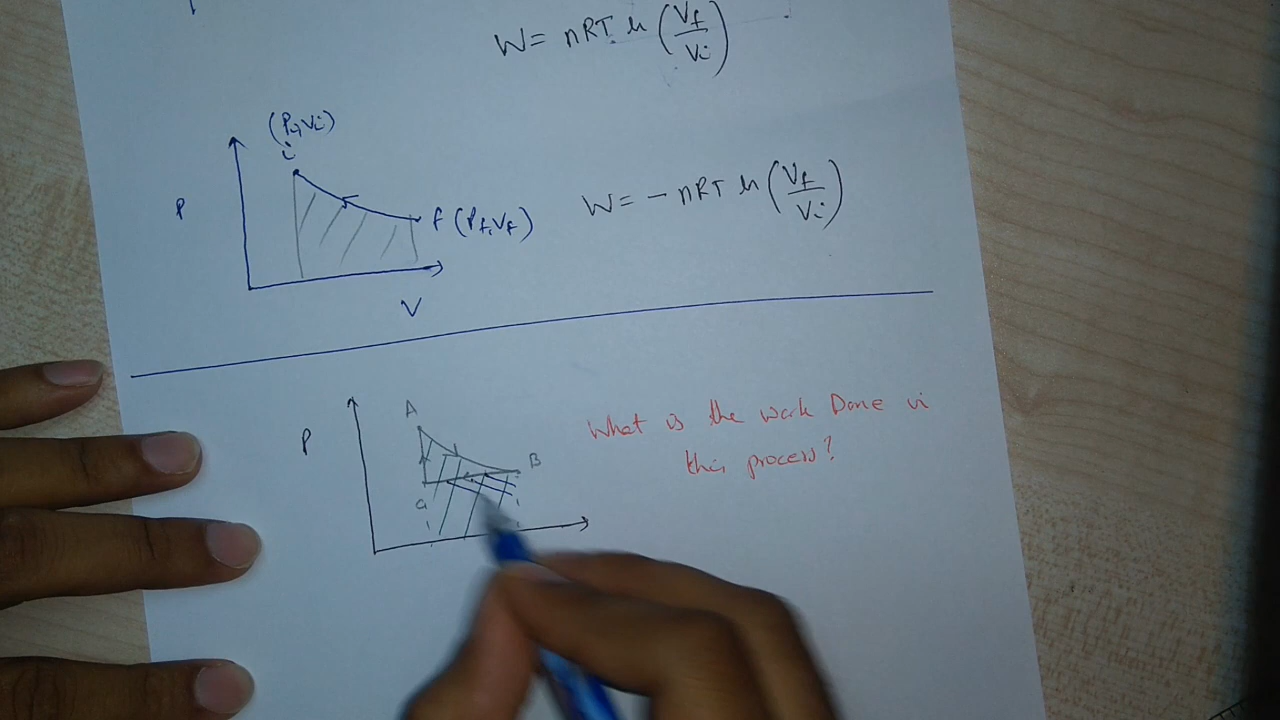 W = nRT ln (Vf/Vi)
(Pi, Vi)
i
P
f (Pf, Vf)
V
W = - nRT ln (Vf/Vi)
A
P
B
a
What is the work Done in
this process?